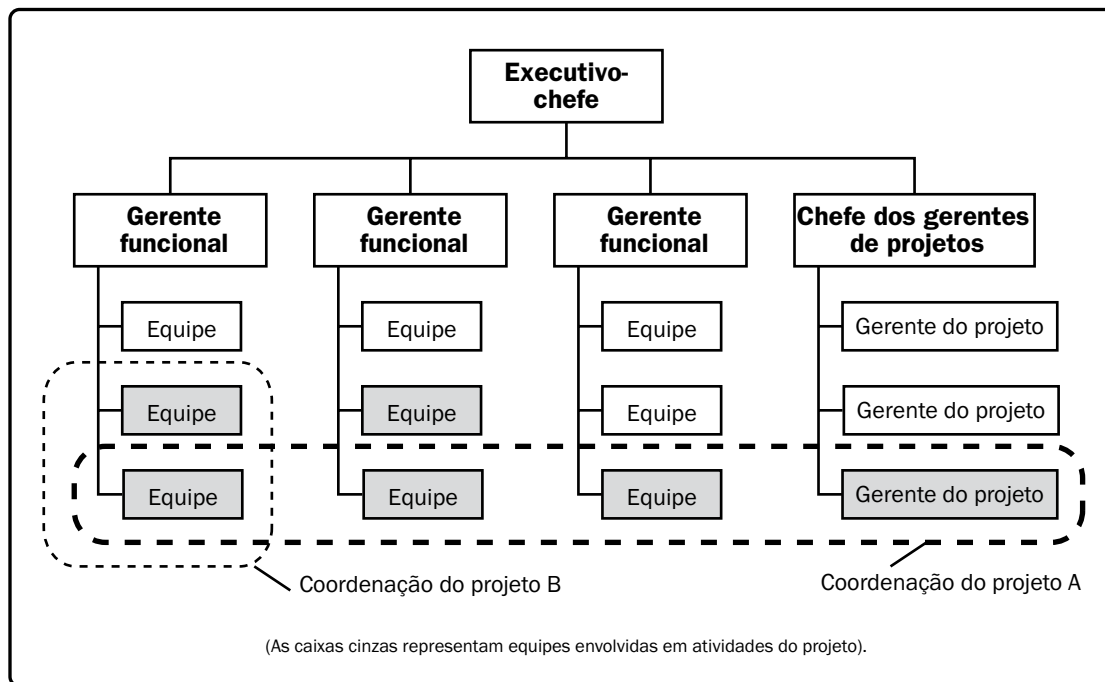 Executivo-
chefe
Gerente
funcional
Gerente
funcional
Gerente
funcional
Chefe dos gerentes
de projetos
Equipe
Equipe
Equipe
Gerente do projeto
Equipe
Equipe
Equipe
Gerente do projeto
Equipe
Equipe
Equipe
Gerente do projeto
Coordenação do projeto B
Coordenação do projeto A
(As caixas cinzas representam equipes envolvidas em atividades do projeto).